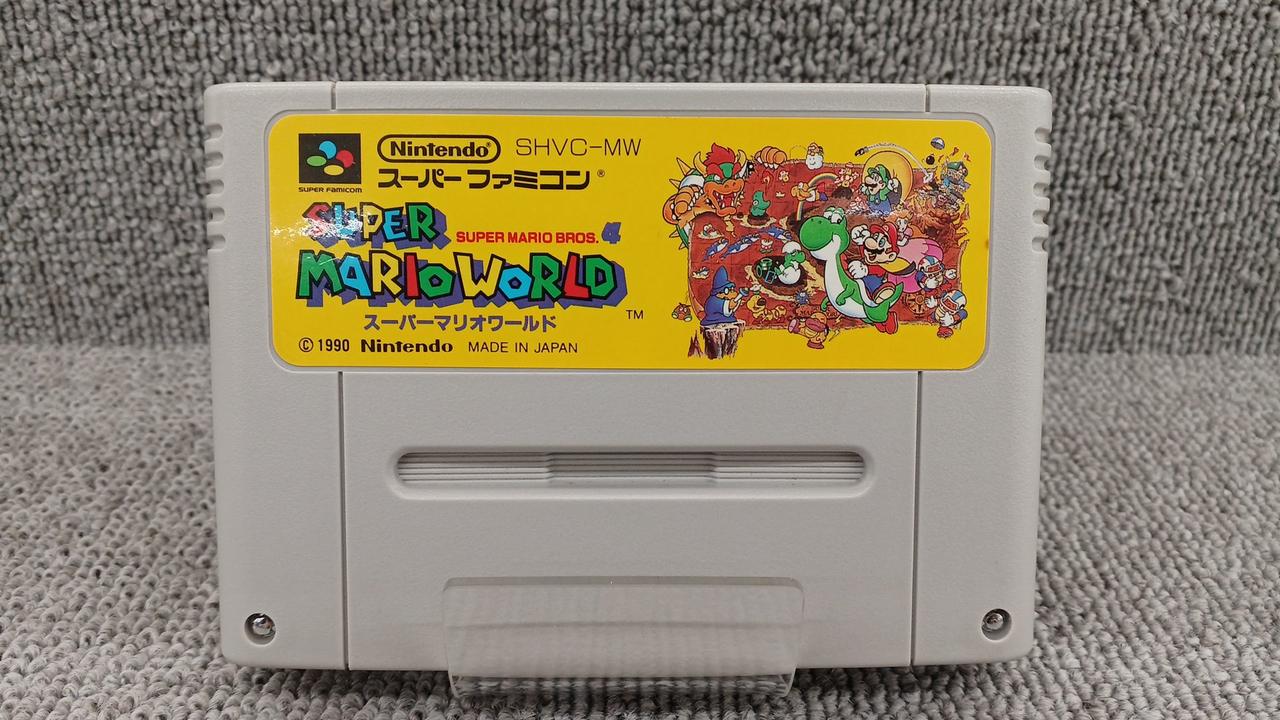 Nintendo® SHVC-MW
SUPER FAMICOM
スーパーファミコン®
SUPER SUPER MARIO BROS. 4
MARIO WORLD ™
スーパーマリオワールド
© 1990 Nintendo MADE IN JAPAN